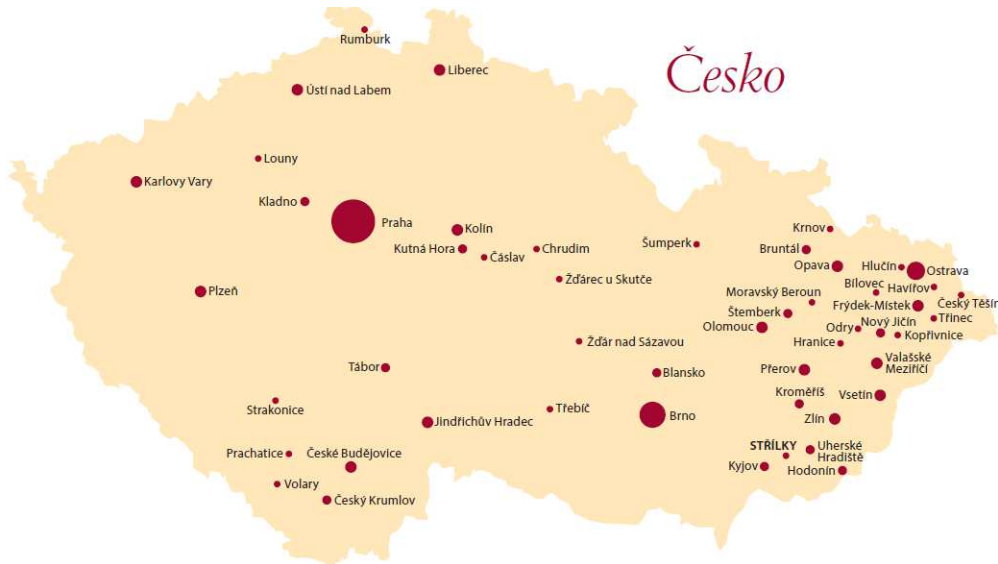 Rumburk
Liberec
Česko
Ústí nad Labem
Louny
Karlovy Vary
Kladno
Praha
Kolín
Krnov
Kutná Hora
Chrudim
Šumperk
Bruntál
Čáslav
Opava
Hlučín
Ostrava
Žďárec u Skutče
Bílovec
Havířov
Plzeň
Moravský Beroun
Český Těšín
Frýdek-Místek
Štemberk
Třinec
Olomouc
Odry
Nový Jičín
Kopřivnice
Žďár nad Sázavou
Hranice
Tábor
Blansko
Přerov
Valašské
Meziříčí
Kroměříš
Vsetín
Strakonice
Třebíč
Brno
Zlín
Jindřichův Hradec
STŘÍLKY
Uherské
Hradiště
Prachatice
České Budějovice
Kyjov
Hodonín
Volary
Český Krumlov